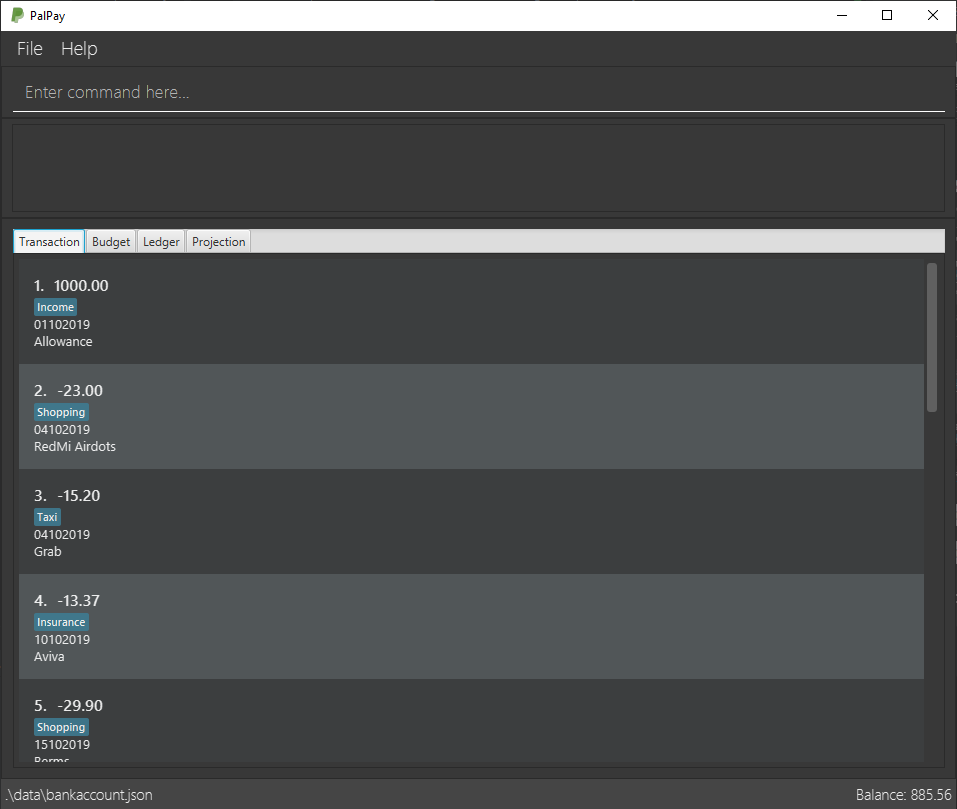 PalPay
File Help
Enter command here...
Transaction Budget Ledger Projection
1. 1000.00
Income
01102019
Allowance
2. -23.00
Shopping
04102019
RedMi Airdots
3. -15.20
Taxi
04102019
Grab
4. -13.37
Insurance
10102019
Aviva
5. -29.90
Shopping
15102019
.\data\bankaccount.json
Balance: 885.56